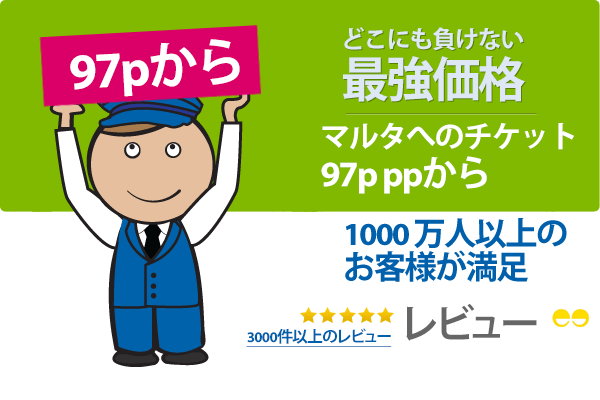 97pから
どこにも負けない
最強価格
マルタへのチケット
97p ppから
1000 万人以上の
お客様が満足
3000件以上のレビュー
レビュー